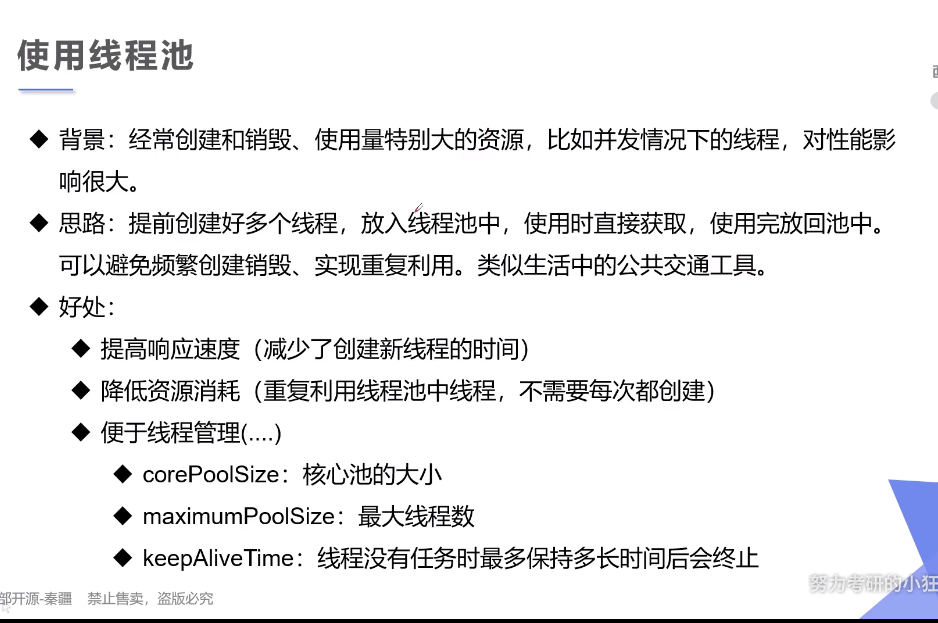 使用线程池
◆ 背景：经常创建和销毁、使用量特别大的资源，比如并发情况下的线程，对性能影
响很大。
◆ 思路：提前创建好多个线程，放入线程池中，使用时直接获取，使用完放回池中。
可以避免频繁创建销毁、实现重复利用。类似生活中的公共交通工具。
◆ 好处：
◆ 提高响应速度（减少了创建新线程的时间）
◆ 降低资源消耗（重复利用线程池中线程，不需要每次都创建）
◆ 便于线程管理(....)
◆ corePoolSize：核心池的大小
◆ maximumPoolSize：最大线程数
◆ keepAliveTime：线程没有任务时最多保持多长时间后会终止
努力考研的小狂
部开源-秦疆 禁止售卖，盗版必究